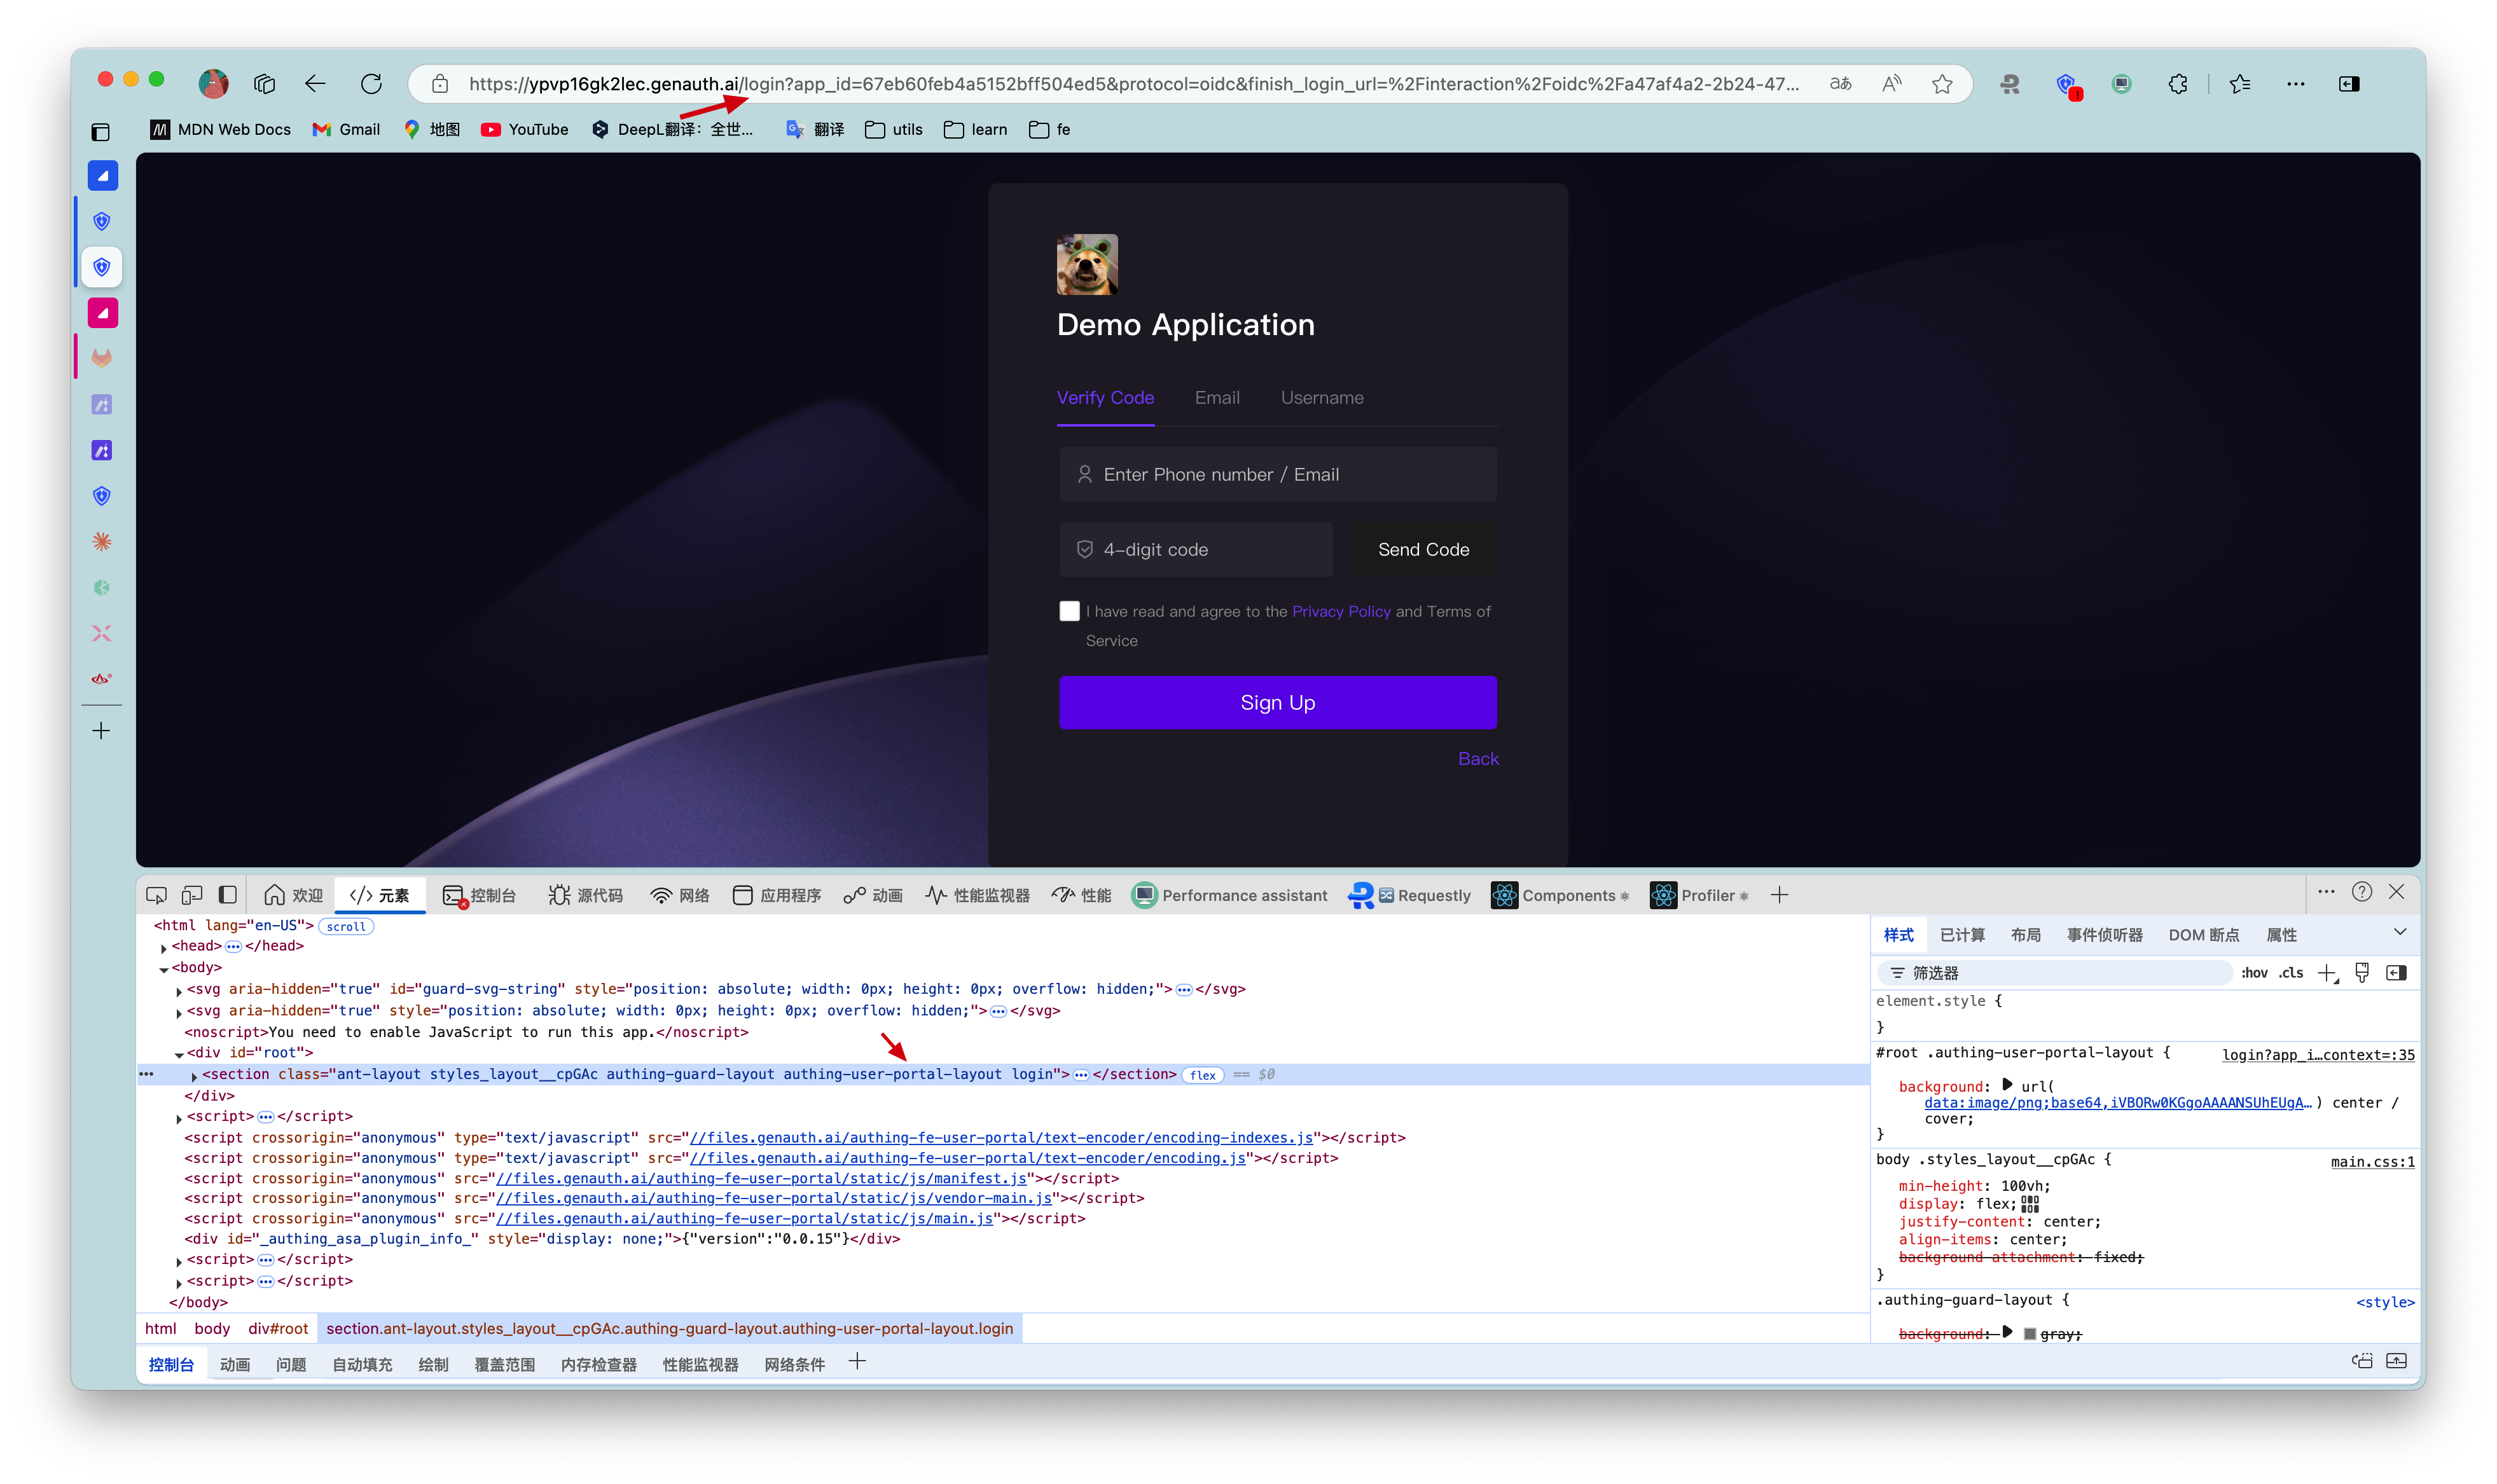 https://ypvp16gk2lec.genauth.ai/login?app_id=67eb60feb4a5152bff504ed5&protocol=oidc&finish_login_url=%2Finteraction%2Foidc%2Fa47af4a2-2b24-47...
MDN Web Docs Gmail 地图 YouTube DeepL翻译：全世... 翻译 utils learn fe
Demo Application
Verify Code Email Username
Enter Phone number / Email
4-digit code Send Code
I have read and agree to the Privacy Policy and Terms of
Service
Sign Up
Back
欢迎 </> 元素 控制台 源代码 网络 应用程序 动画 性能监视器 性能 Performance assistant Requestly Components Profiler
<html lang="en-US"> scroll
<head> ••• </head>
<body>
<svg aria-hidden="true" id="guard-svg-string" style="position: absolute; width: 0px; height: 0px; overflow: hidden;"> ••• </svg>
<svg aria-hidden="true" style="position: absolute; width: 0px; height: 0px; overflow: hidden;"> ••• </svg>
<noscript>You need to enable JavaScript to run this app.</noscript>
<div id="root">
<section class="ant-layout styles_layout__cpGAc authing-guard-layout authing-user-portal-layout login"> ••• </section> flex == $0
</div>
<script> ••• </script>
<script crossorigin="anonymous" type="text/javascript" src="//files.genauth.ai/authing-fe-user-portal/text-encoder/encoding-indexes.js"></script>
<script crossorigin="anonymous" type="text/javascript" src="//files.genauth.ai/authing-fe-user-portal/text-encoder/encoding.js"></script>
<script crossorigin="anonymous" src="//files.genauth.ai/authing-fe-user-portal/static/js/manifest.js"></script>
<script crossorigin="anonymous" src="//files.genauth.ai/authing-fe-user-portal/static/js/vendor-main.js"></script>
<script crossorigin="anonymous" src="//files.genauth.ai/authing-fe-user-portal/static/js/main.js"></script>
<div id="_authing_asa_plugin_info_" style="display: none;">{"version":"0.0.15"}</div>
<script> ••• </script>
<script> ••• </script>
</body>
html body div#root section.ant-layout.styles_layout__cpGAc.authing-guard-layout.authing-user-portal-layout.login
样式 已计算 布局 事件侦听器 DOM 断点 属性
筛选器 :hov .cls
element.style {
}
#root .authing-user-portal-layout { login?app_i…context=:35
background: url(
data:image/png;base64,iVBORw0KGgoAAAANSUhEUgA… ) center /
cover;
}
body .styles_layout__cpGAc { main.css:1
min-height: 100vh;
display: flex;
justify-content: center;
align-items: center;
background-attachment: fixed;
}
.authing-guard-layout { <style>
background: gray;
控制台 动画 问题 自动填充 绘制 覆盖范围 内存检查器 性能监视器 网络条件